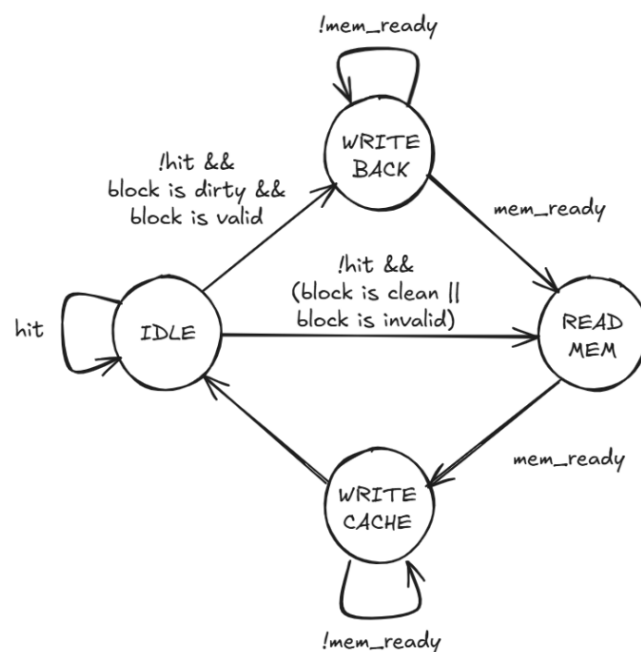 !mem_ready
WRITE
BACK
!hit &&
block is dirty &&
block is valid
mem_ready
!hit &&
(block is clean ||
block is invalid)
hit
IDLE
READ
MEM
mem_ready
WRITE
CACHE
!mem_ready